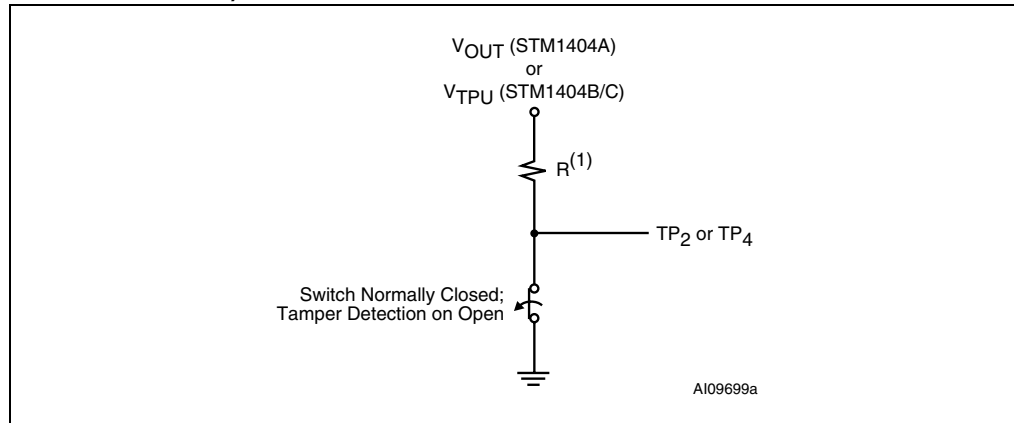 VOUT (STM1404A)
or
VTPU (STM1404B/C)
R(1)
TP2 or TP4
Switch Normally Closed;
Tamper Detection on Open
AI09699a